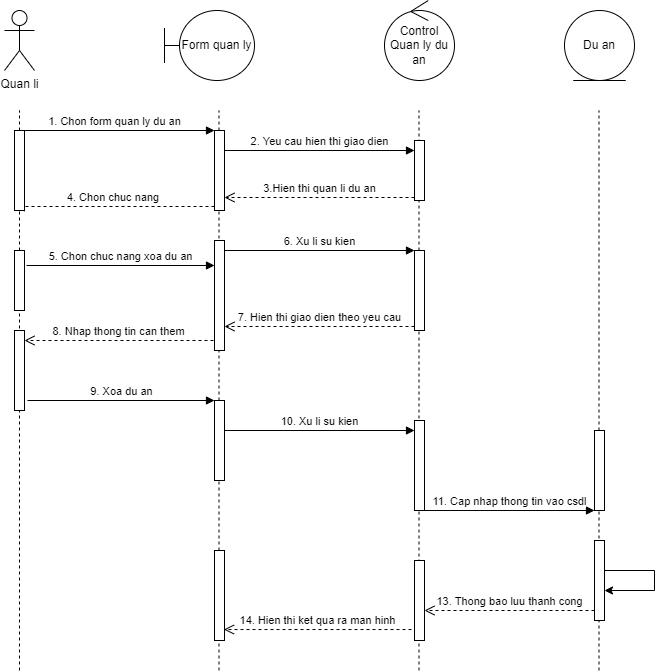 Quan li
Form quan ly
Control
Quan ly du
an
Du an
1. Chon form quan ly du an
2. Yeu cau hien thi giao dien
3.Hien thi quan li du an
4. Chon chuc nang
5. Chon chuc nang xoa du an
6. Xu li su kien
7. Hien thi giao dien theo yeu cau
8. Nhap thong tin can them
9. Xoa du an
10. Xu li su kien
11. Cap nhap thong tin vao csdl
13. Thong bao luu thanh cong
14. Hien thi ket qua ra man hinh